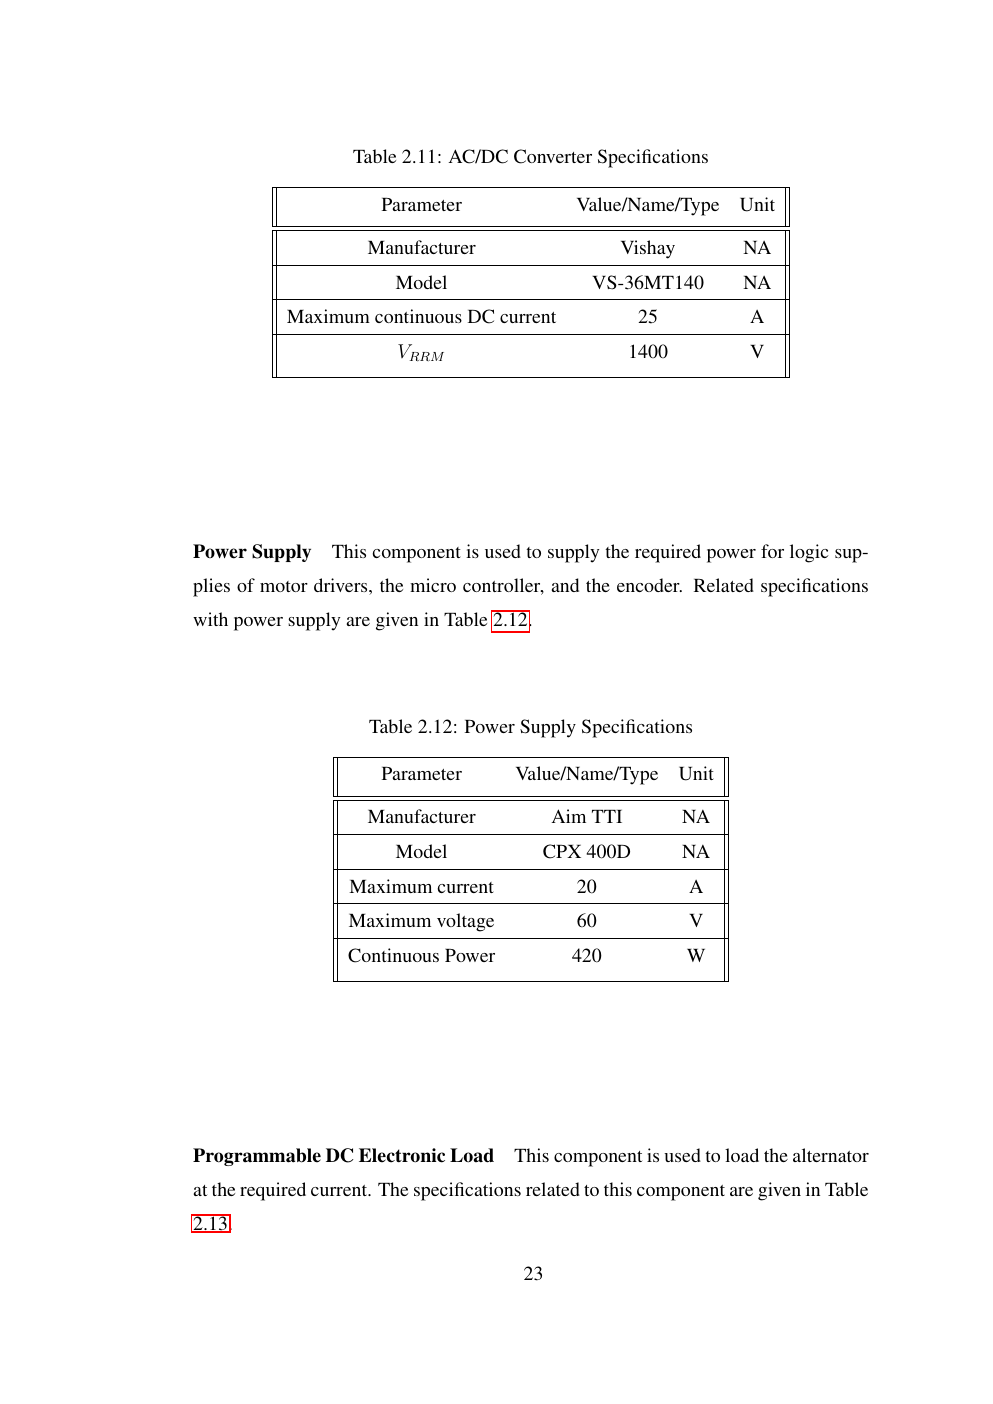 Table 2.11: AC/DC Converter Specifications
Parameter Value/Name/Type Unit
Manufacturer Vishay NA
Model VS-36MT140 NA
Maximum continuous DC current 25 A
V_RRM 1400 V
Power Supply This component is used to supply the required power for logic sup-
plies of motor drivers, the micro controller, and the encoder. Related specifications
with power supply are given in Table 2.12.
Table 2.12: Power Supply Specifications
Parameter Value/Name/Type Unit
Manufacturer Aim TTI NA
Model CPX 400D NA
Maximum current 20 A
Maximum voltage 60 V
Continuous Power 420 W
Programmable DC Electronic Load This component is used to load the alternator
at the required current. The specifications related to this component are given in Table
2.13.
23